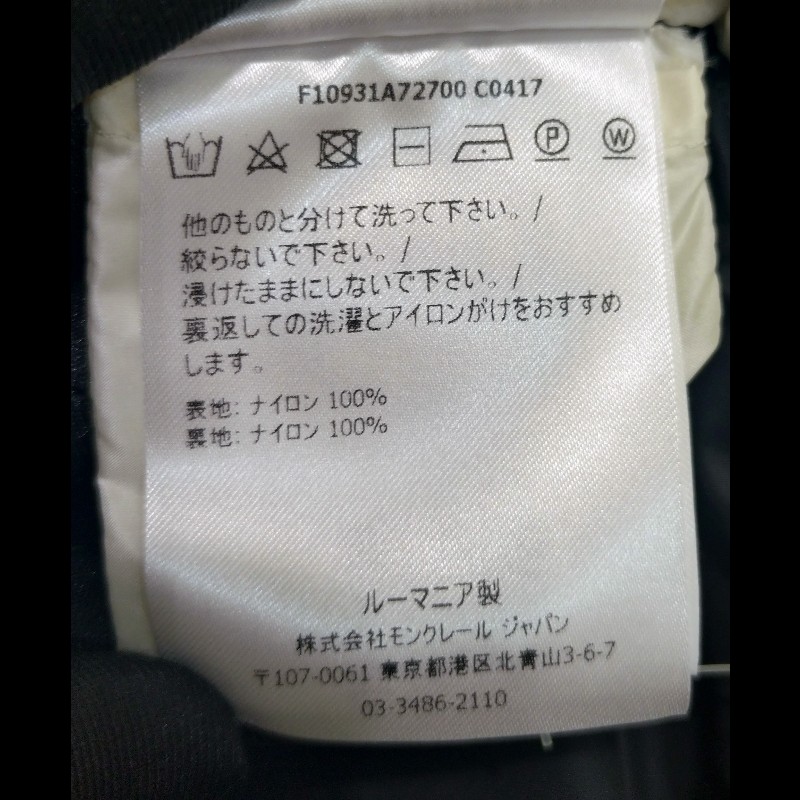 F10931A72700 C0417
P W
他のものと分けて洗って下さい。/
絞らないで下さい。/
浸けたままにしないで下さい。/
裏返しての洗濯とアイロンがけをおすすめ
します。
表地: ナイロン 100%
裏地: ナイロン 100%
ルーマニア製
株式会社モンクレール ジャパン
〒107-0061 東京都港区北青山3-6-7
03-3486-2110